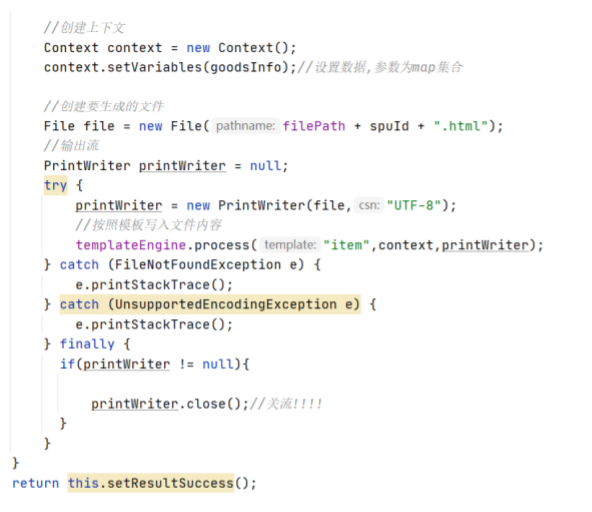 //创建上下文
Context context = new Context();
context.setVariables(goodsInfo);//设置数据,参数为map集合
//创建要生成的文件
File file = new File( pathname: filePath + spuId + ".html");
//输出流
PrintWriter printWriter = null;
try {
printWriter = new PrintWriter(file, csn: "UTF-8");
//按照模板写入文件内容
templateEngine.process( template: "item",context,printWriter);
} catch (FileNotFoundException e) {
e.printStackTrace();
} catch (UnsupportedEncodingException e) {
e.printStackTrace();
} finally {
if(printWriter != null){
printWriter.close();//关流!!!!
}
}
}
return this.setResultSuccess();